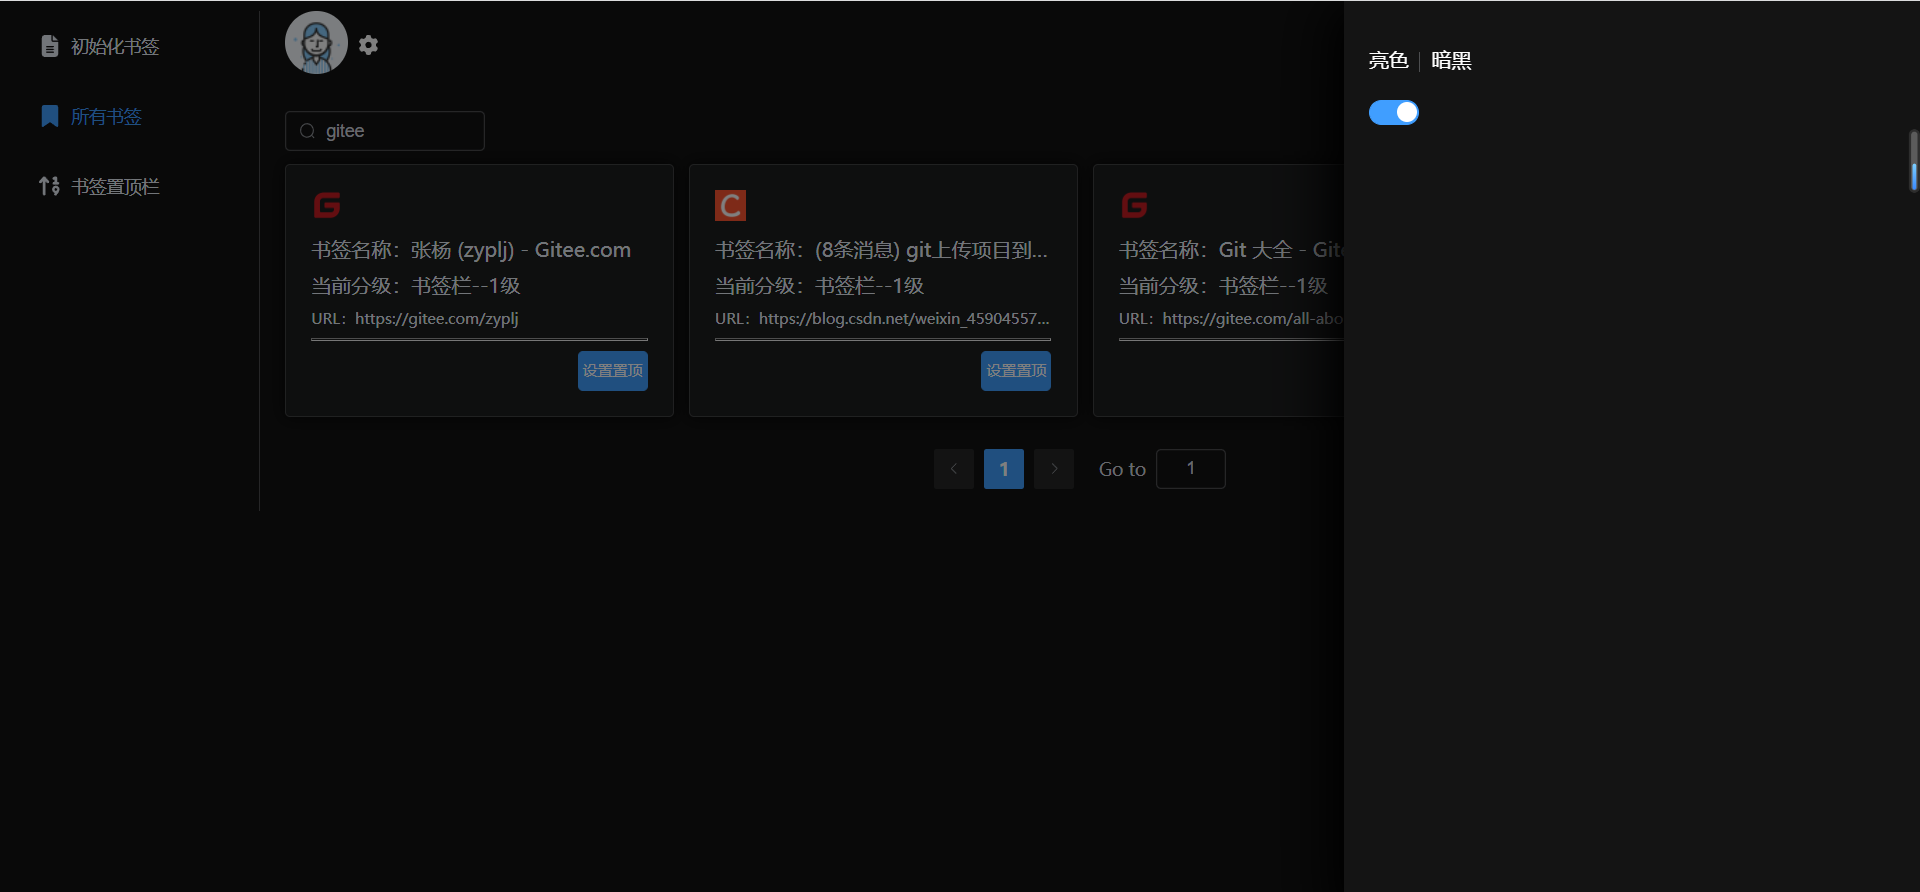 初始化书签
所有书签
书签置顶栏
gitee
书签名称：张杨 (zyplj) - Gitee.com
当前分级：书签栏--1级
URL：https://gitee.com/zyplj
设置置顶
书签名称：(8条消息) git上传项目到...
当前分级：书签栏--1级
URL：https://blog.csdn.net/weixin_45904557...
设置置顶
书签名称：Git 大全 - Gite
当前分级：书签栏--1级
URL：https://gitee.com/all-abo
1
Go to
1
亮色 | 暗黑